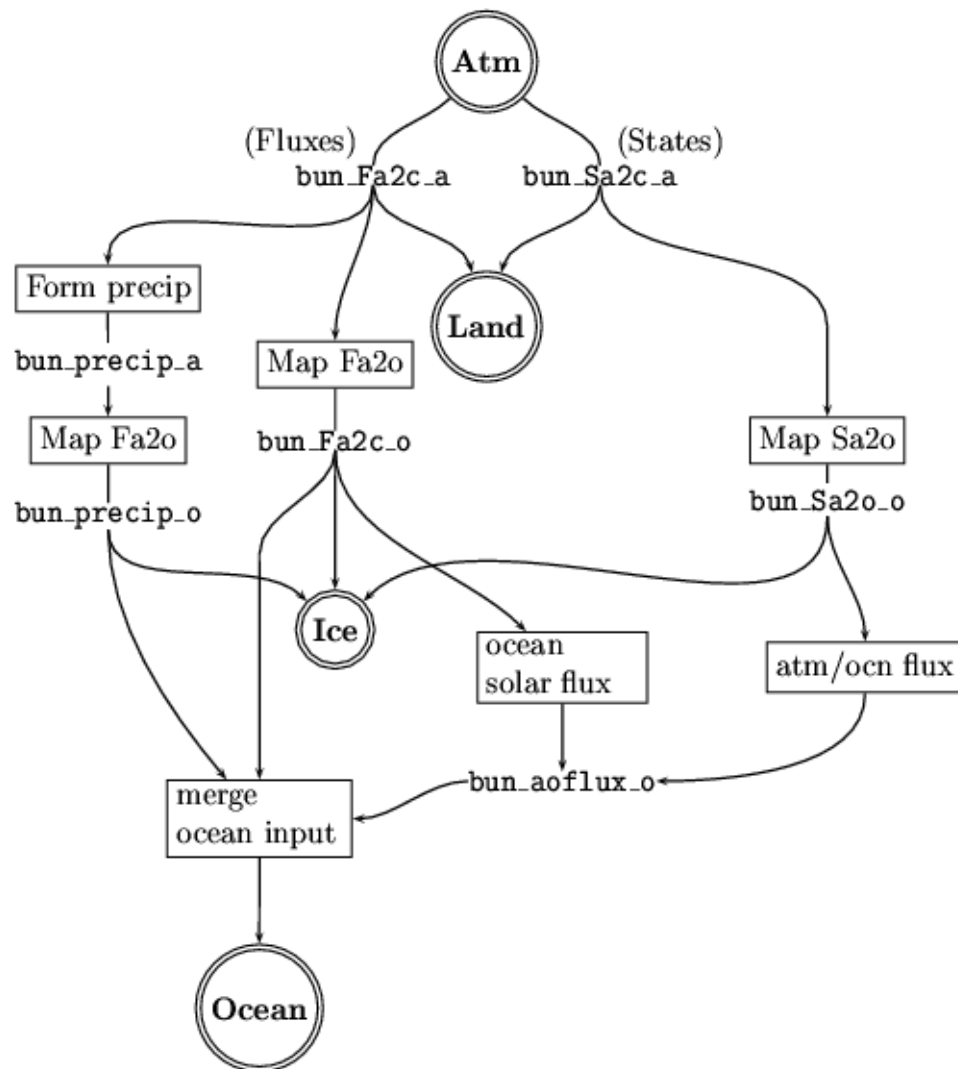 Atm
(Fluxes)
(States)
bun_Fa2c_a
bun_Sa2c_a
Form precip
Land
bun_precip_a
Map Fa2o
Map Fa2o
Map Sa2o
bun_Fa2c_o
bun_precip_o
bun_Sa2o_o
Ice
ocean
solar flux
atm/ocn flux
bun_aoflux_o
merge
ocean input
Ocean